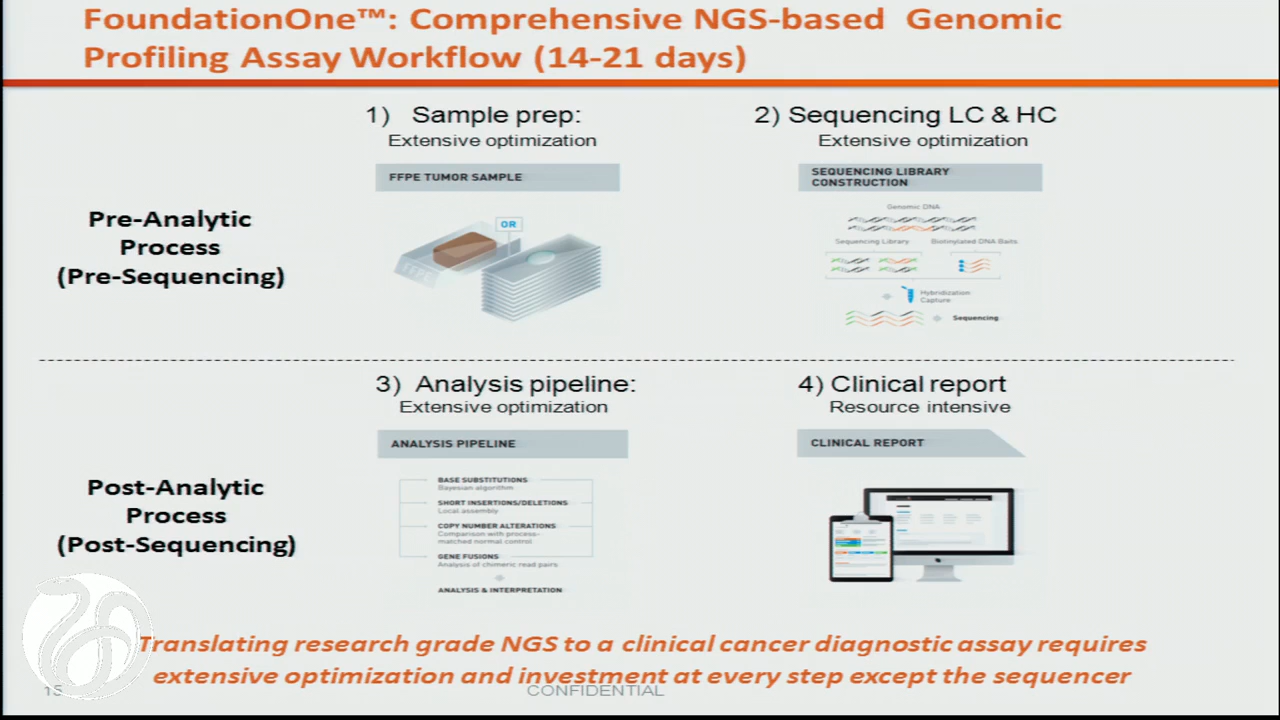 FoundationOne™: Comprehensive NGS-based Genomic
Profiling Assay Workflow (14-21 days)
1) Sample prep:
Extensive optimization
2) Sequencing LC & HC
Extensive optimization
Pre-Analytic
Process
(Pre-Sequencing)
FFPE TUMOR SAMPLE
OR
FFPE
SEQUENCING LIBRARY
CONSTRUCTION
Genomic DNA
Sequencing Library
Biotinylated DNA Baits
Hybridization
Capture
Sequencing
3) Analysis pipeline:
Extensive optimization
4) Clinical report
Resource intensive
Post-Analytic
Process
(Post-Sequencing)
ANALYSIS PIPELINE
BASE SUBSTITUTIONS
Bayesian algorithm
SHORT INSERTIONS/DELETIONS
Local assembly
COPY NUMBER ALTERATIONS
Comparison with process-
matched normal control
GENE FUSIONS
Analysis of chimeric read pairs
ANALYSIS & INTERPRETATION
CLINICAL REPORT
Translating research grade NGS to a clinical cancer diagnostic assay requires
extensive optimization and investment at every step except the sequencer
15
CONFIDENTIAL